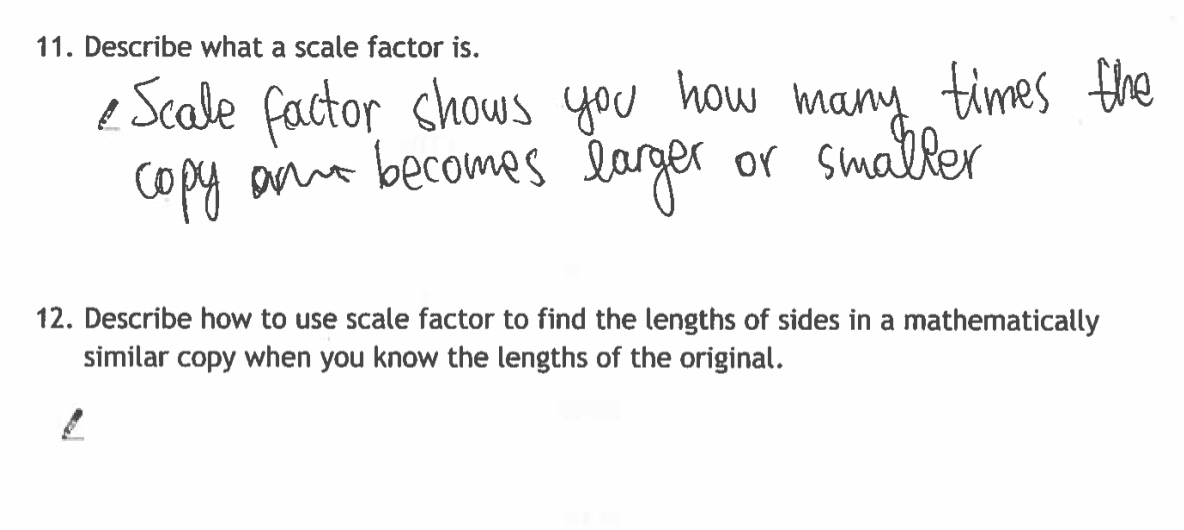 11. Describe what a scale factor is.
Scale factor shows you how many times the
copy becomes larger or smaller
12. Describe how to use scale factor to find the lengths of sides in a mathematically
similar copy when you know the lengths of the original.